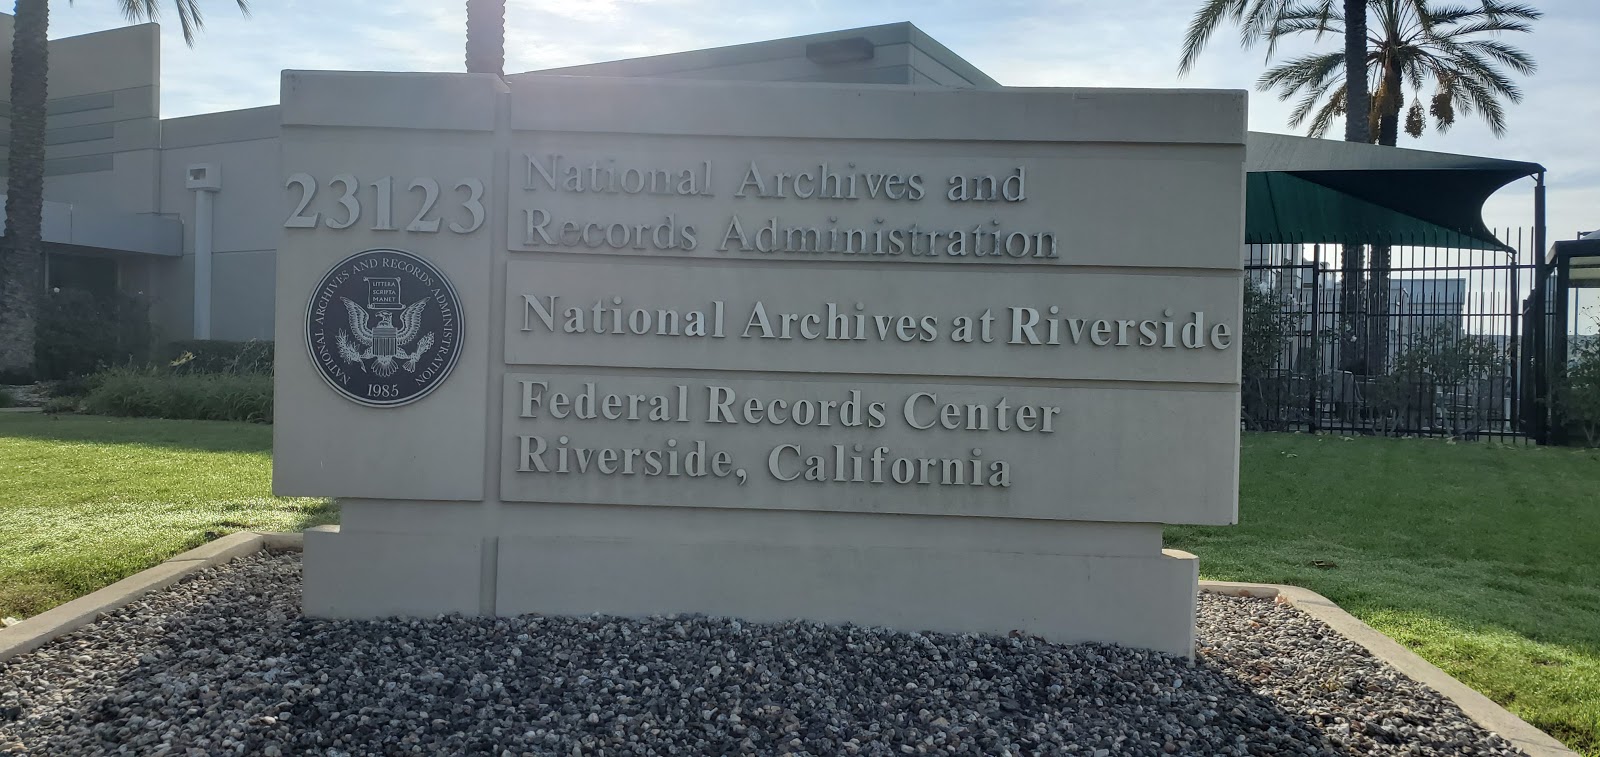 23123
NATIONAL ARCHIVES AND RECORDS ADMINISTRATION
LITTERA
SCRIPTA
MANET
1985
National Archives and
Records Administration
National Archives at Riverside
Federal Records Center
Riverside, California